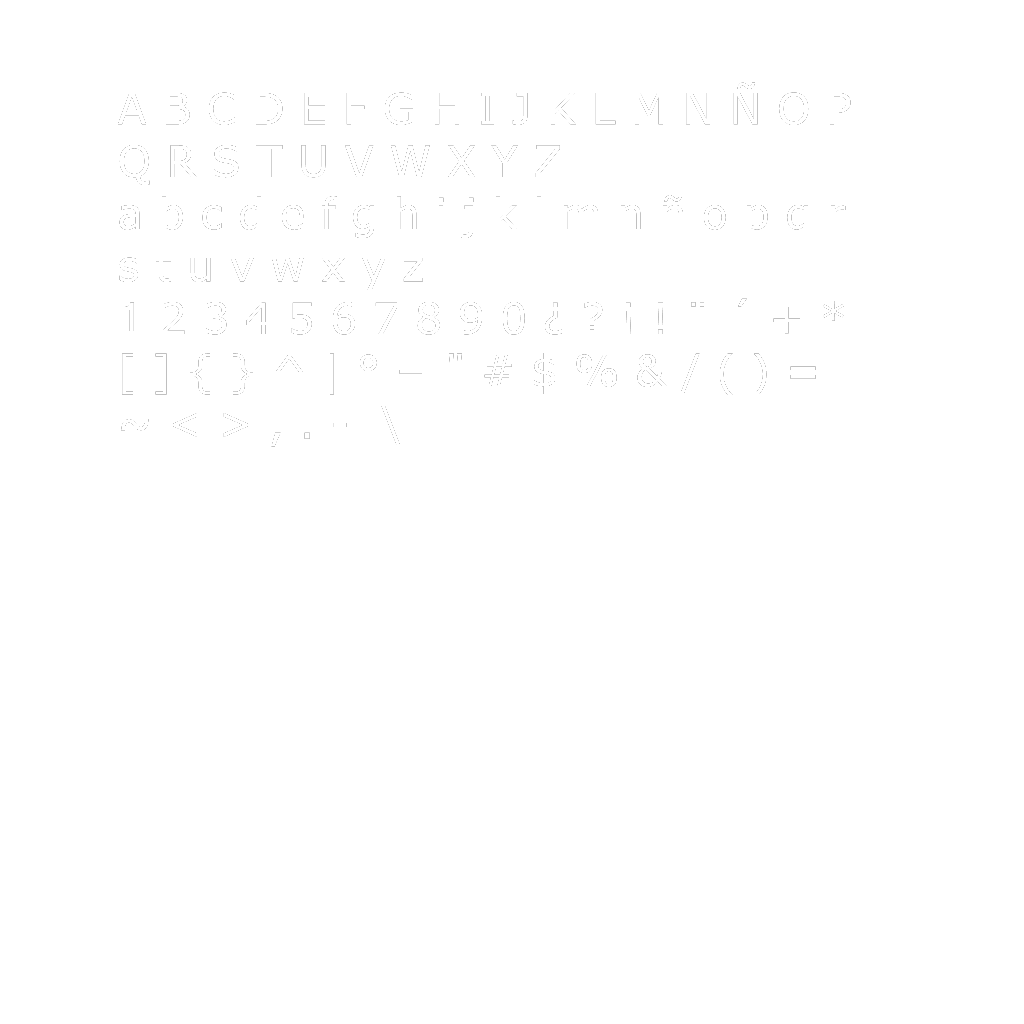 A B C D E F G H I J K L M N Ñ O P
Q R S T U V W X Y Z
a b c d e f g h i j k l m n ñ o p q r
s t u v w x y z
1 2 3 4 5 6 7 8 9 0 ¿ ? ¡ ! ¨ ´ + *
[ ] { } ^ | ° - " # $ % & / ( ) =
~ < > , . - \